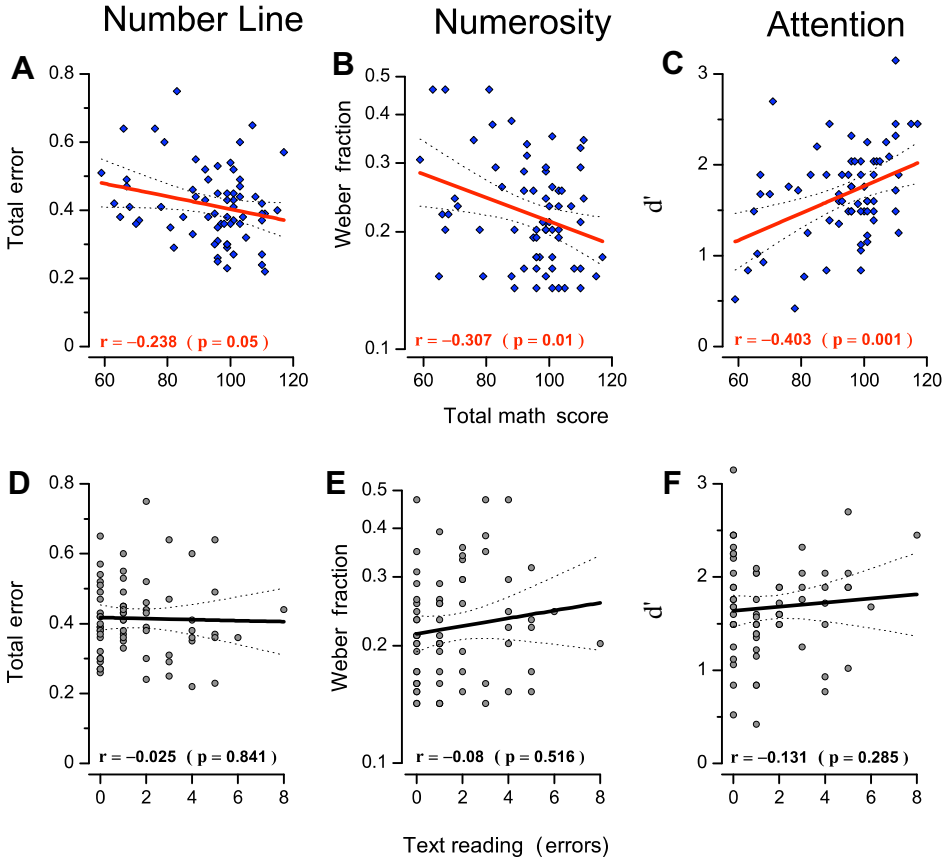 Number Line
Numerosity
Attention
A
B
C
0.8
0.6
0.4
0.2
0
Total error
60 80 100 120
r = −0.238 ( p = 0.05 )
0.5
0.4
0.3
0.2
0.1
Weber fraction
60 80 100 120
r = −0.307 ( p = 0.01 )
3
2
1
0
d'
60 80 100 120
r = −0.403 ( p = 0.001 )
Total math score
D
E
F
0.8
0.6
0.4
0.2
0
Total error
0 2 4 6 8
r = −0.025 ( p = 0.841 )
0.5
0.4
0.3
0.2
0.1
Weber fraction
0 2 4 6 8
r = −0.08 ( p = 0.516 )
3
2
1
0
d'
0 2 4 6 8
r = −0.131 ( p = 0.285 )
Text reading (errors)